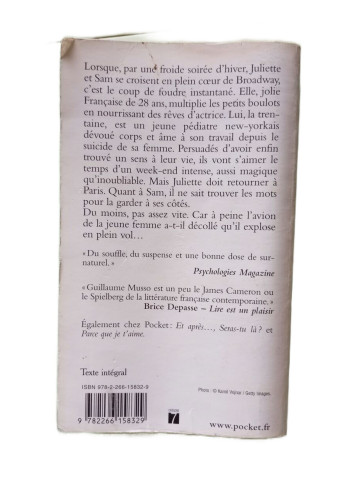 Lorsque, par une froide soirée d'hiver, Juliette
et Sam se croisent en plein cœur de Broadway,
c'est le coup de foudre instantané. Elle, jolie
Française de 28 ans, multiplie les petits boulots
en nourrissant des rêves d'actrice. Lui, la tren-
taine, est un jeune pédiatre new-yorkais
dévoué corps et âme à son travail depuis le
suicide de sa femme. Persuadés d'avoir enfin
trouvé un sens à leur vie, ils vont s'aimer le
temps d'un week-end intense, aussi magique
qu'inoubliable. Mais Juliette doit retourner à
Paris. Quant à Sam, il ne sait trouver les mots
pour la garder à ses côtés.
Du moins, pas assez vite. Car à peine l'avion
de la jeune femme a-t-il décollé qu'il explose
en plein vol…
« Du souffle, du suspense et une bonne dose de sur-
naturel. »
Psychologies Magazine
« Guillaume Musso est un peu le James Cameron ou
le Spielberg de la littérature française contemporaine. »
Brice Depasse – Lire est un plaisir
Également chez Pocket : Et après…, Seras-tu là ? et
Parce que je t'aime.
Texte intégral
ISBN 978-2-266-15832-9
9 782266 158329
Photo : © Kamil Vojnar / Getty Images.
www.pocket.fr